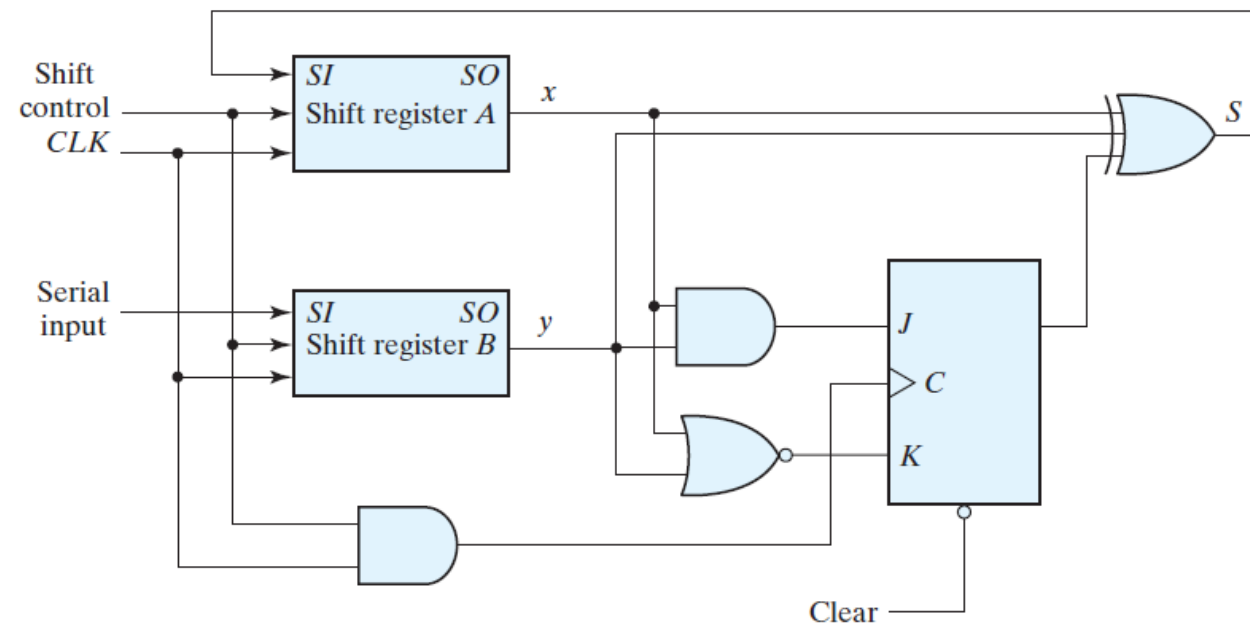 Shift
control
CLK
SI SO
Shift register A
x
S
Serial
input
SI SO
Shift register B
y
J
C
K
Clear